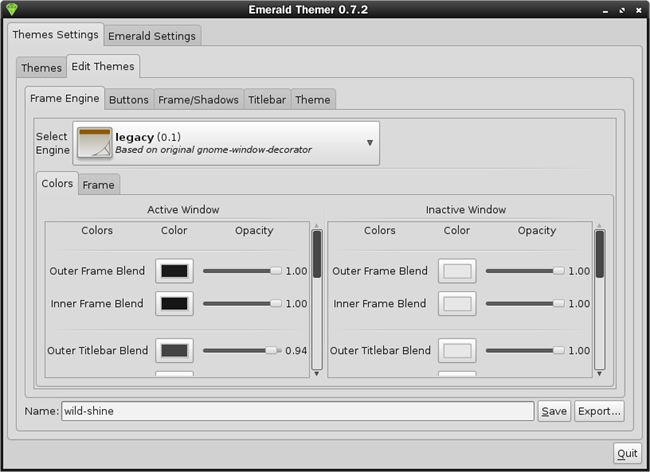 Emerald Themer 0.7.2
Themes Settings Emerald Settings
Themes Edit Themes
Frame Engine Buttons Frame/Shadows Titlebar Theme
Select Engine
legacy (0.1)
Based on original gnome-window-decorator
Colors Frame
Active Window Inactive Window
Colors Color Opacity Colors Color Opacity
Outer Frame Blend 1.00 Outer Frame Blend 1.00
Inner Frame Blend 1.00 Inner Frame Blend 1.00
Outer Titlebar Blend 0.94 Outer Titlebar Blend 1.00
Name: wild-shine Save Export...
Quit